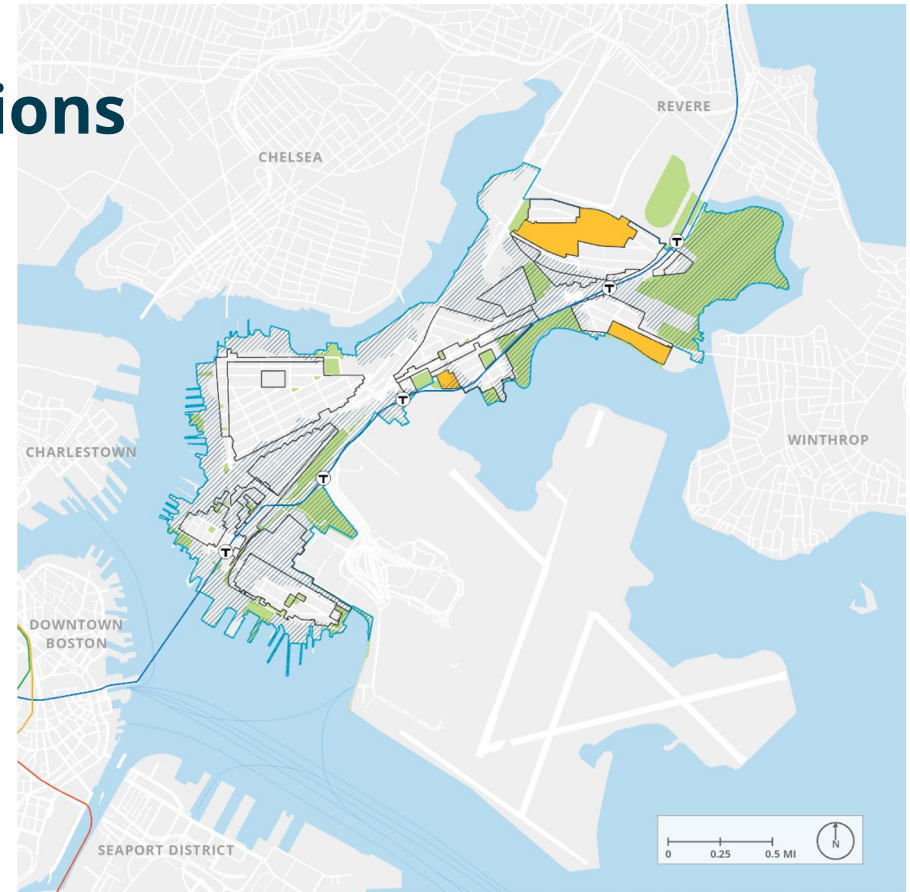 ions
REVERE
CHELSEA
T
T
T
WINTHROP
CHARLESTOWN
T
T
DOWNTOWN
BOSTON
SEAPORT DISTRICT
0 0.25 0.5 MI
N